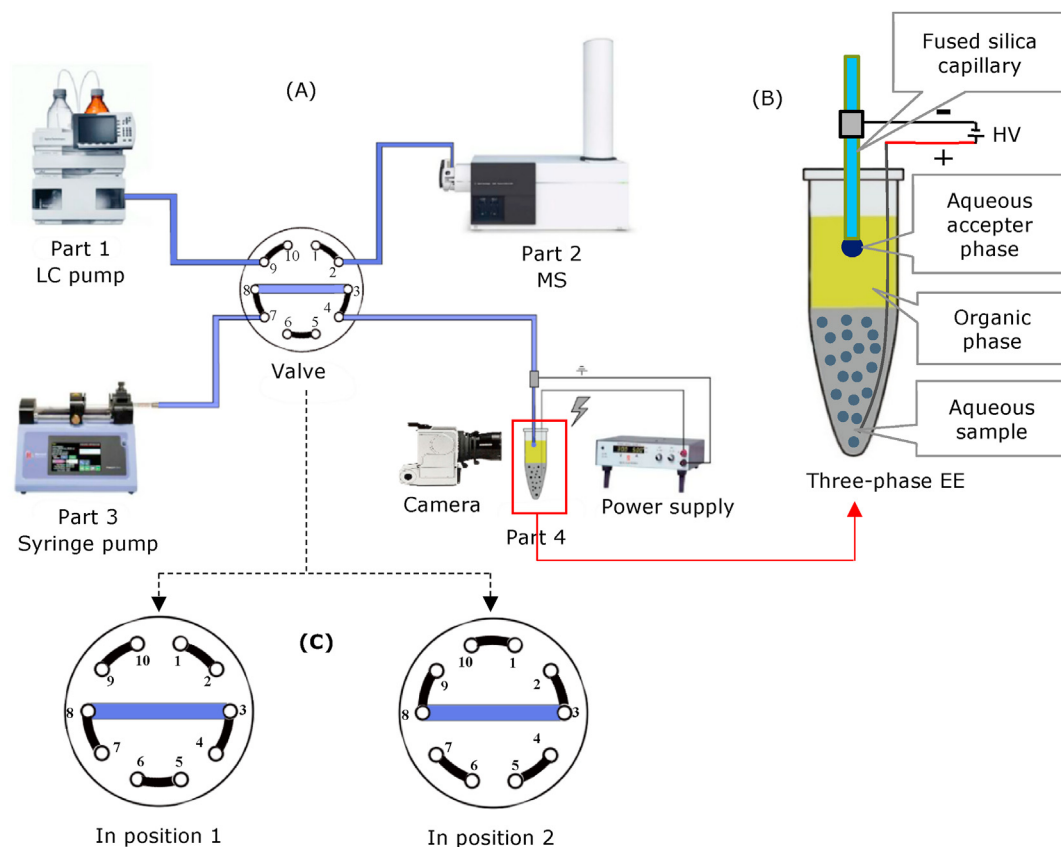 (A)
Part 1
LC pump
Part 2
MS
10
1
9
2
8
3
7
4
6
5
Valve
Part 3
Syringe pump
Camera
Part 4
Power supply
(B)
Fused silica
capillary
-
HV
+
Aqueous
accepter
phase
Organic
phase
Aqueous
sample
Three-phase EE
(C)
10
1
9
2
8
3
7
4
6
5
In position 1
10
1
9
2
8
3
7
4
6
5
In position 2